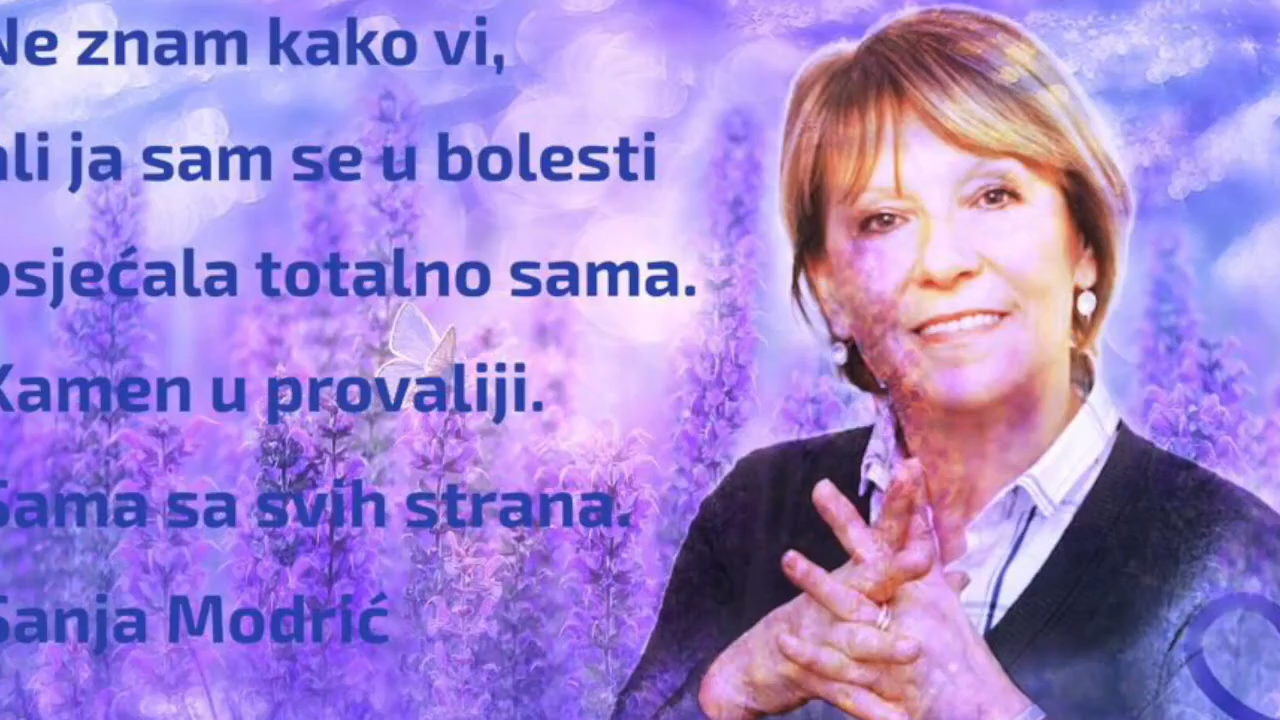 Ne znam kako vi,
ali ja sam se u bolesti
osjećala totalno sama.
Kamen u provaliji.
Sama sa svih strana.
Sanja Modrić